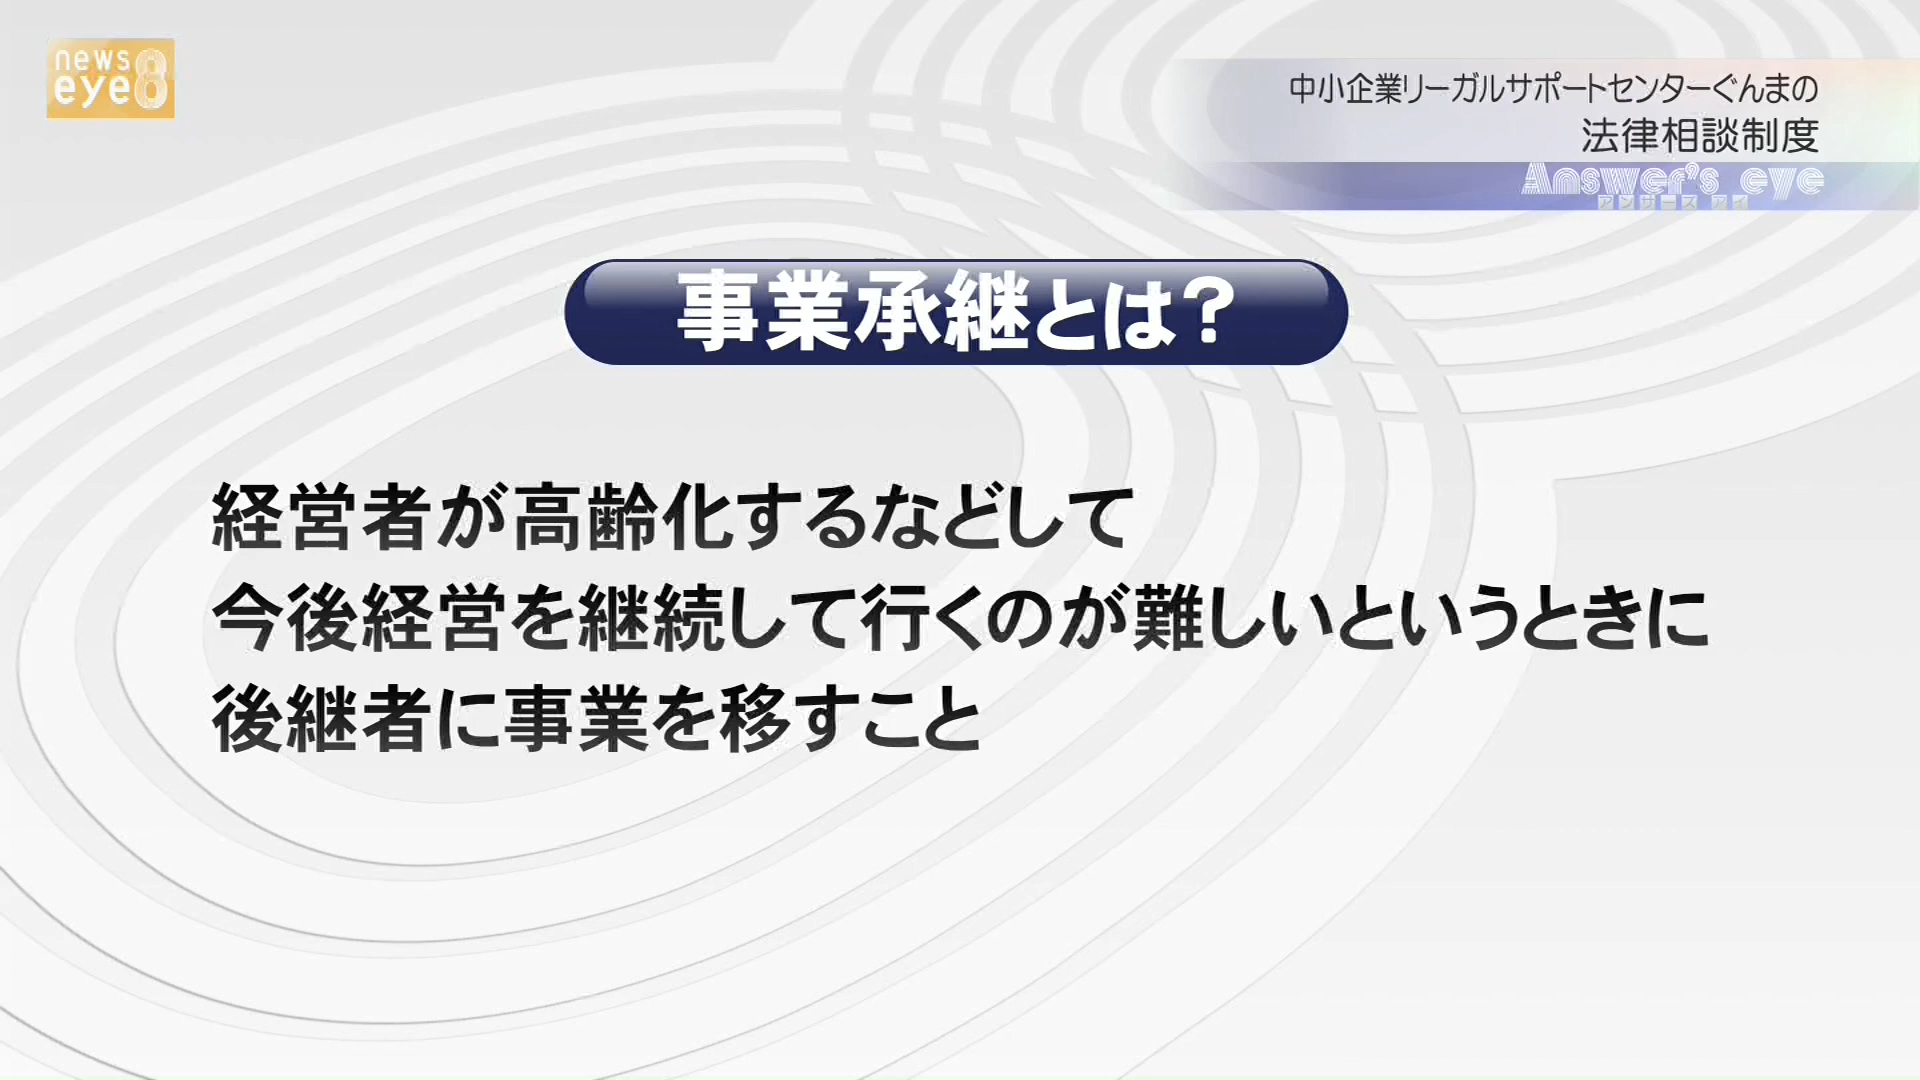 news
eye8
中小企業リーガルサポートセンターぐんまの
法律相談制度
Answer's eye
アンサーズ アイ
事業承継とは?
経営者が高齢化するなどして
今後経営を継続して行くのが難しいというときに
後継者に事業を移すこと